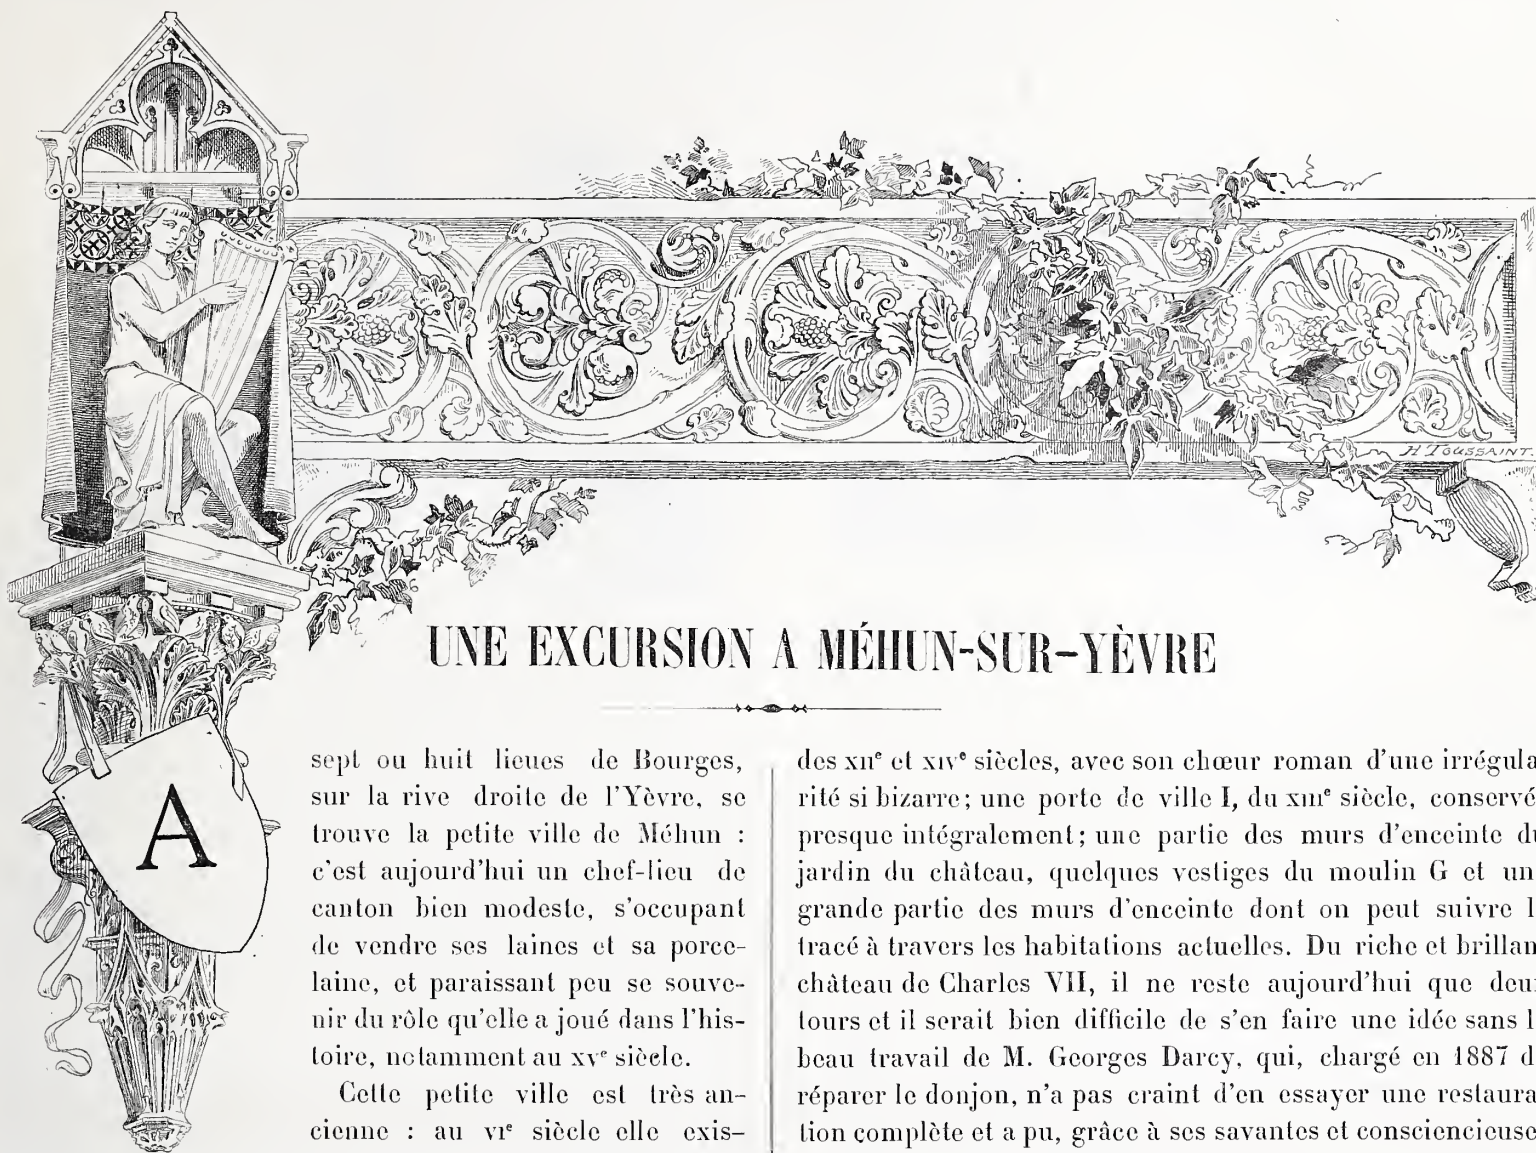 H TOUSSAINT.
UNE EXCURSION A MÉHUN-SUR-YÈVRE
A
sept ou huit lieues de Bourges,
sur la rive droite de l'Yèvre, se
trouve la petite ville de Méhun :
c'est aujourd'hui un chef-lieu de
canton bien modeste, s'occupant
de vendre ses laines et sa porce-
laine, et paraissant peu se souve-
nir du rôle qu'elle a joué dans l'his-
toire, notamment au XVe siècle.
Cette petite ville est très an-
cienne : au VIe siècle elle exis-
des XIIe et XIVe siècles, avec son chœur roman d'une irrégula
rité si bizarre; une porte de ville I, du XIIIe siècle, conservé
presque intégralement; une partie des murs d'enceinte du
jardin du château, quelques vestiges du moulin G et un
grande partie des murs d'enceinte dont on peut suivre l
tracé à travers les habitations actuelles. Du riche et brillan
château de Charles VII, il ne reste aujourd'hui que deu
tours et il serait bien difficile de s'en faire une idée sans l
beau travail de M. Georges Darcy, qui, chargé en 1887 d
réparer le donjon, n'a pas craint d'en essayer une restaura
tion complète et a pu, grâce à ses savantes et consciencieuse